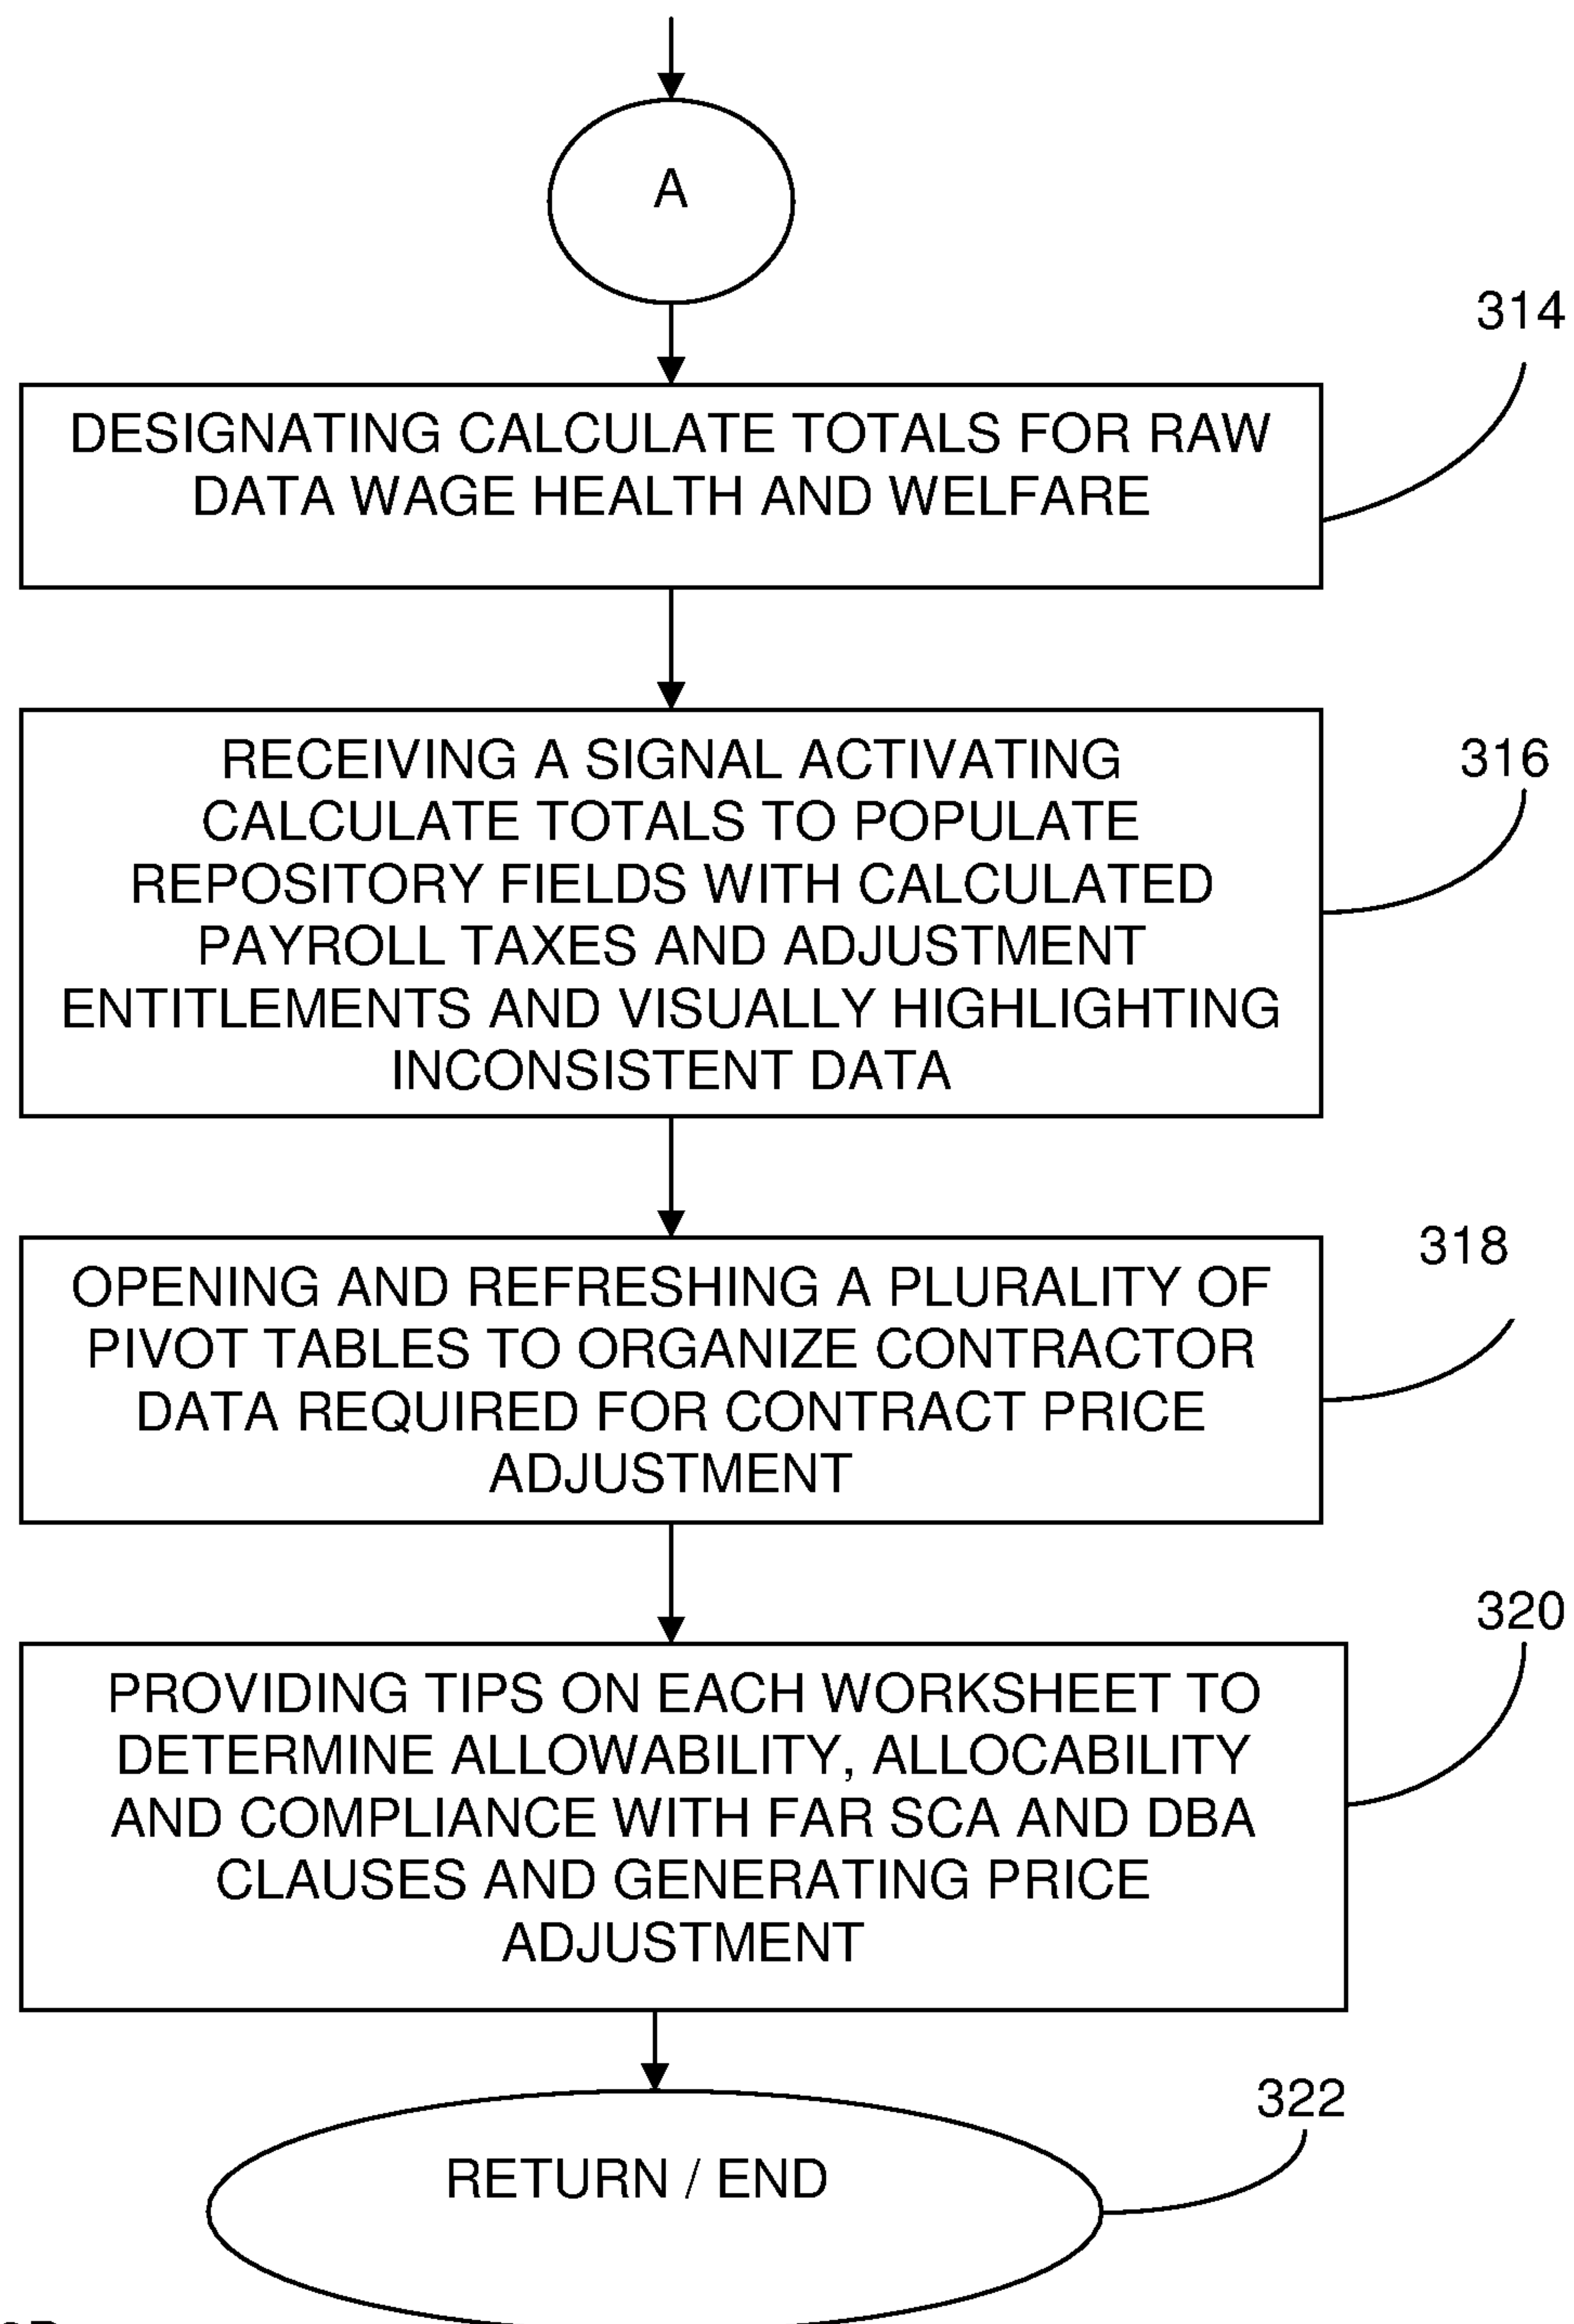 A
314
DESIGNATING CALCULATE TOTALS FOR RAW
DATA WAGE HEALTH AND WELFARE
316
RECEIVING A SIGNAL ACTIVATING
CALCULATE TOTALS TO POPULATE
REPOSITORY FIELDS WITH CALCULATED
PAYROLL TAXES AND ADJUSTMENT
ENTITLEMENTS AND VISUALLY HIGHLIGHTING
INCONSISTENT DATA
318
OPENING AND REFRESHING A PLURALITY OF
PIVOT TABLES TO ORGANIZE CONTRACTOR
DATA REQUIRED FOR CONTRACT PRICE
ADJUSTMENT
320
PROVIDING TIPS ON EACH WORKSHEET TO
DETERMINE ALLOWABILITY, ALLOCABILITY
AND COMPLIANCE WITH FAR SCA AND DBA
CLAUSES AND GENERATING PRICE
ADJUSTMENT
322
RETURN / END